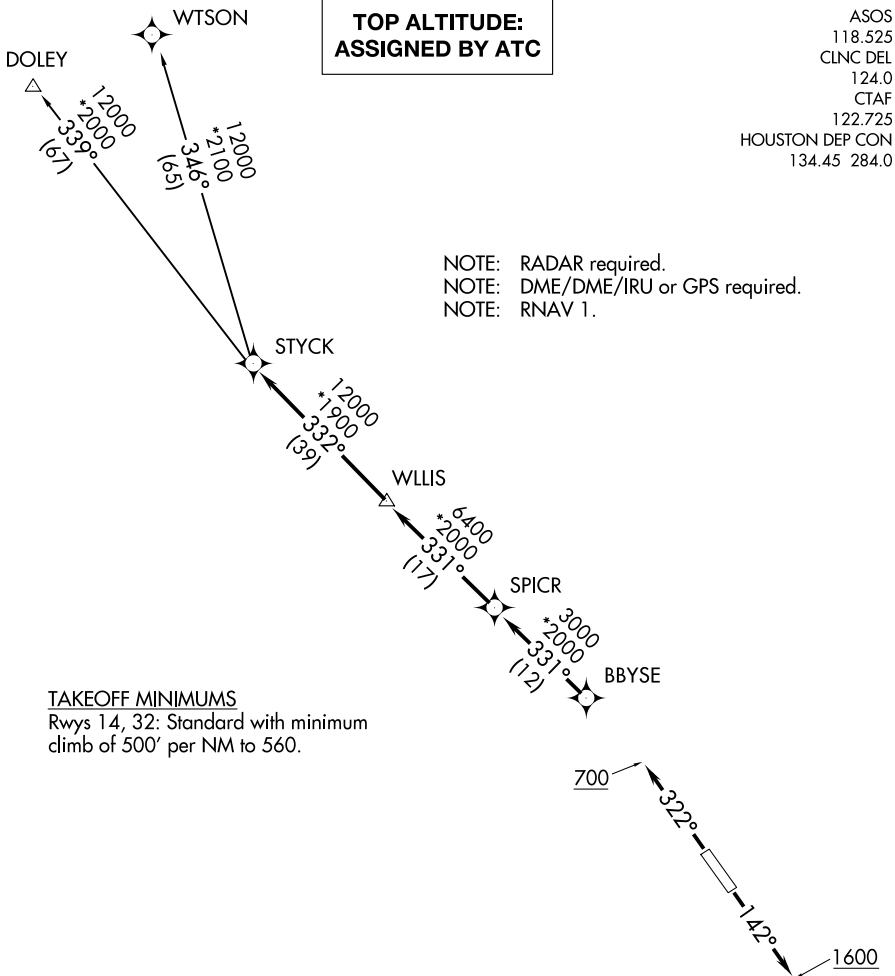 TOP ALTITUDE:
ASSIGNED BY ATC
ASOS
118.525
CLNC DEL
124.0
CTAF
122.725
HOUSTON DEP CON
134.45 284.0
WTSON
DOLEY
12000
*2000
339°
(67)
12000
*2100
346°
(65)
NOTE: RADAR required.
NOTE: DME/DME/IRU or GPS required.
NOTE: RNAV 1.
STYCK
12000
*1900
332°
(39)
WLLIS
6400
*2000
331°
(17)
SPICR
3000
*2000
331°
(12)
BBYSE
TAKEOFF MINIMUMS
Rwys 14, 32: Standard with minimum
climb of 500' per NM to 560.
700
322°
142°
1600